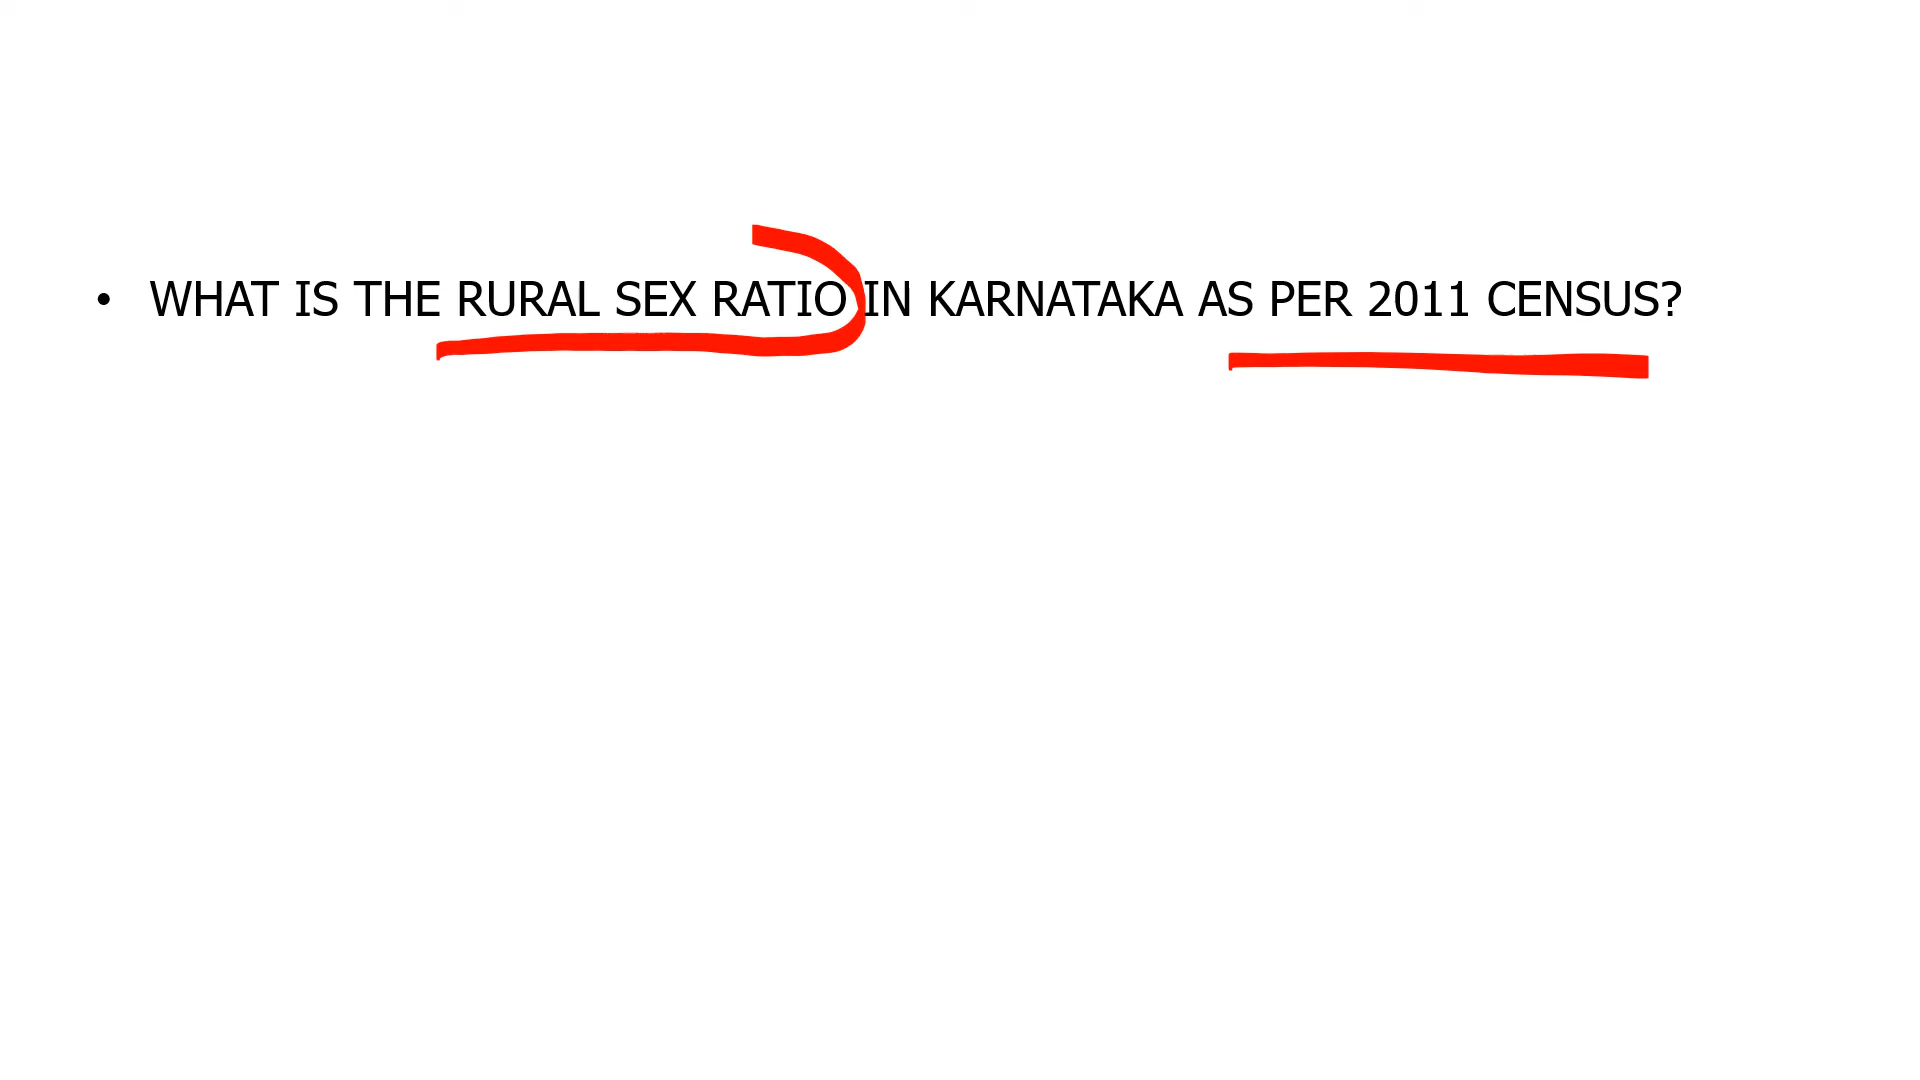 • WHAT IS THE RURAL SEX RATIO IN KARNATAKA AS PER 2011 CENSUS?